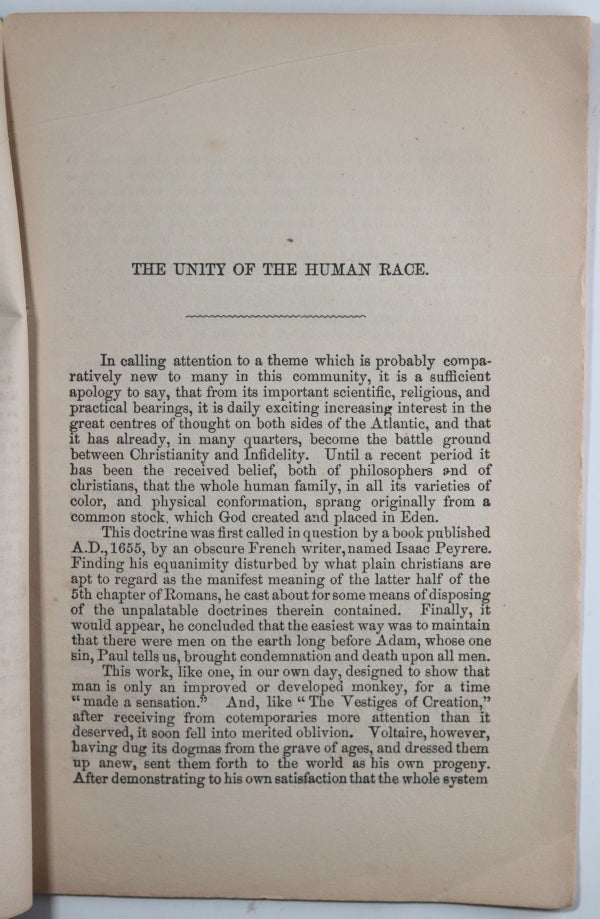 THE UNITY OF THE HUMAN RACE.
In calling attention to a theme which is probably compa-
ratively new to many in this community, it is a sufficient
apology to say, that from its important scientific, religious, and
practical bearings, it is daily exciting increasing interest in the
great centres of thought on both sides of the Atlantic, and that
it has already, in many quarters, become the battle ground
between Christianity and Infidelity. Until a recent period it
has been the received belief, both of philosophers and of
christians, that the whole human family, in all its varieties of
color, and physical conformation, sprang originally from a
common stock, which God created and placed in Eden.
This doctrine was first called in question by a book published
A.D., 1655, by an obscure French writer, named Isaac Peyrere.
Finding his equanimity disturbed by what plain christians are
apt to regard as the manifest meaning of the latter half of the
5th chapter of Romans, he cast about for some means of disposing
of the unpalatable doctrines therein contained. Finally, it
would appear, he concluded that the easiest way was to maintain
that there were men on the earth long before Adam, whose one
sin, Paul tells us, brought condemnation and death upon all men.
This work, like one, in our own day, designed to show that
man is only an improved or developed monkey, for a time
"made a sensation." And, like "The Vestiges of Creation,"
after receiving from cotemporaries more attention than it
deserved, it soon fell into merited oblivion. Voltaire, however,
having dug its dogmas from the grave of ages, and dressed them
up anew, sent them forth to the world as his own progeny.
After demonstrating to his own satisfaction that the whole system